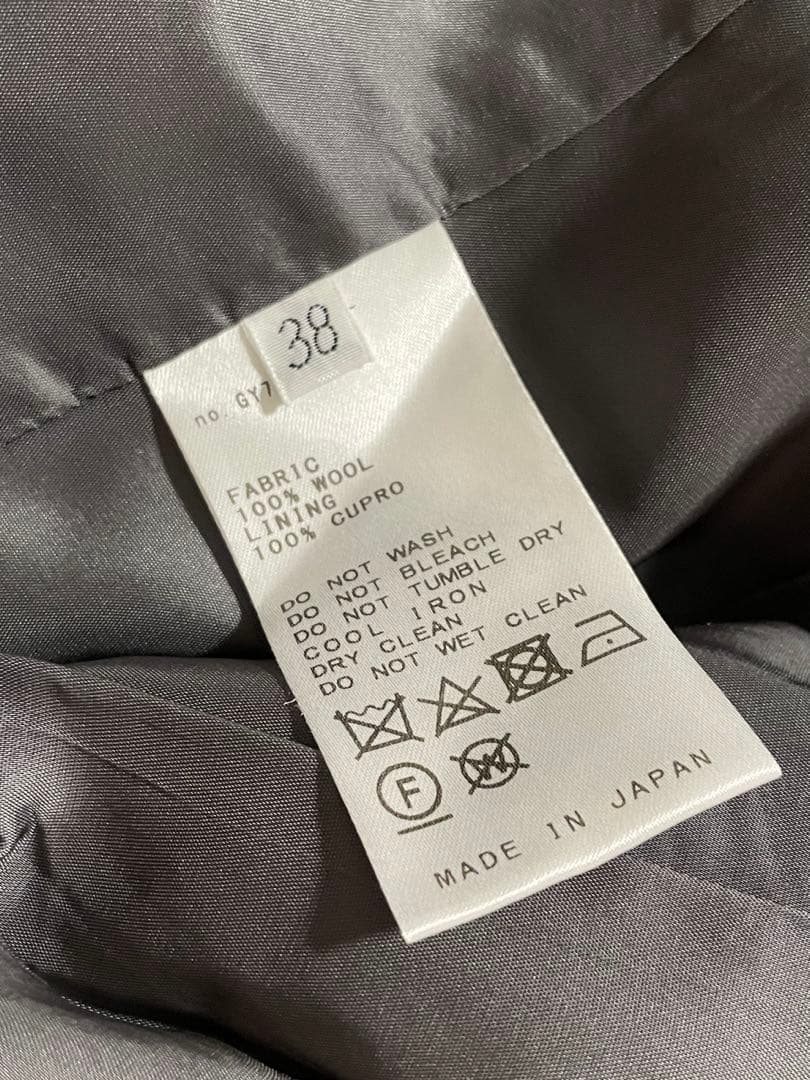 38
no. GY7
FABRIC
100% WOOL
LINING
100% CUPRO
DO NOT WASH
DO NOT BLEACH
DO NOT TUMBLE DRY
COOL IRON
DRY CLEAN
DO NOT WET CLEAN
F
W
MADE IN JAPAN